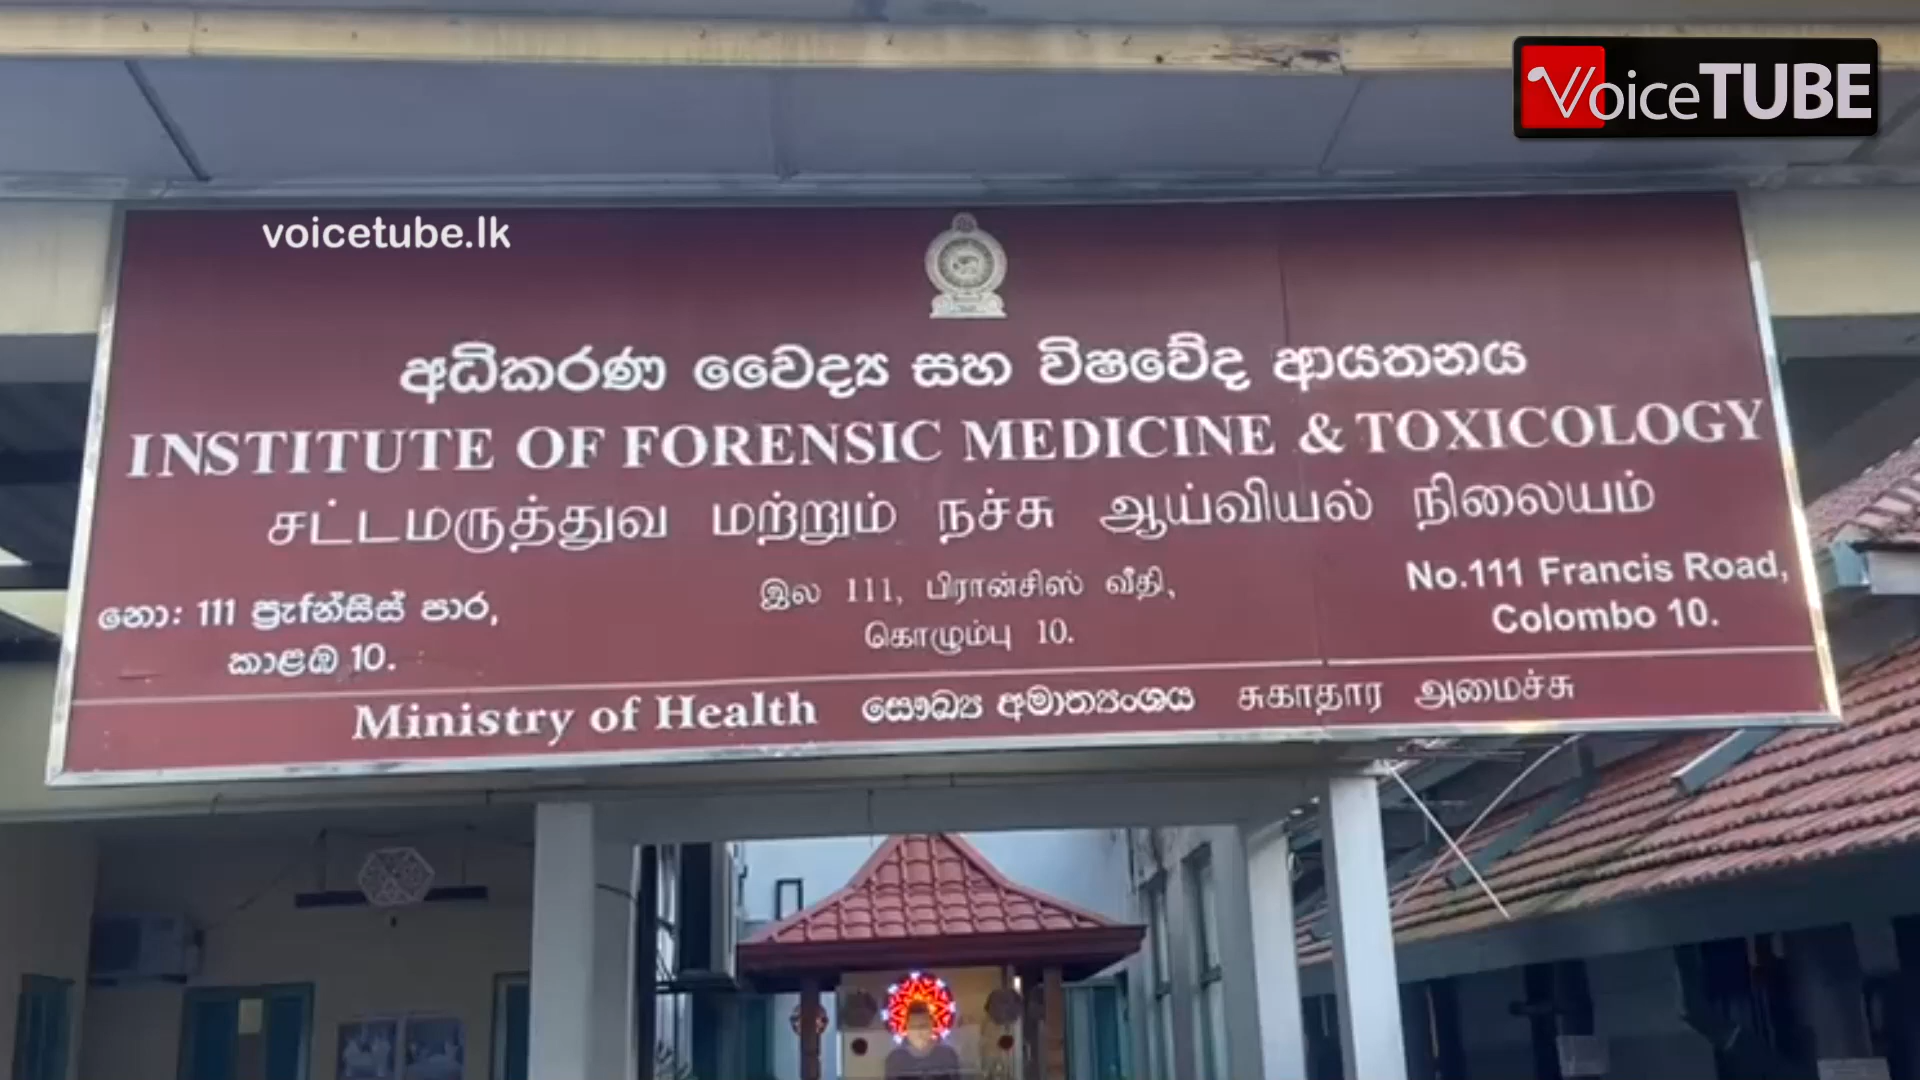 VoiceTUBE
voicetube.lk
අධිකරණ වෛද්‍ය සහ විෂවේද ආයතනය
INSTITUTE OF FORENSIC MEDICINE & TOXICOLOGY
சட்டமருத்துவ மற்றும் நச்சு ஆய்வியல் நிலையம்
නො: 111 ප්‍රැෆන්සිස් පාර,
කාළඹ 10.
இல 111, பிரான்சிஸ் வீதி,
கொழும்பு 10.
No.111 Francis Road,
Colombo 10.
Ministry of Health සෞඛ්‍ය අමාත්‍යංශය சுகாதார அமைச்சு